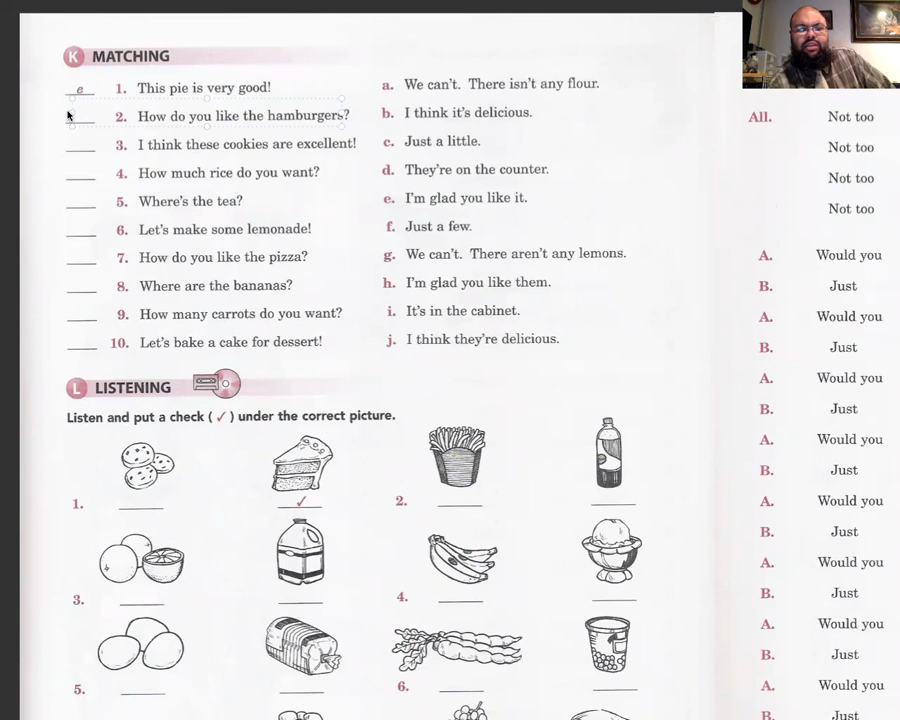 K MATCHING
e 1. This pie is very good!
2. How do you like the hamburgers?
3. I think these cookies are excellent!
4. How much rice do you want?
5. Where's the tea?
6. Let's make some lemonade!
7. How do you like the pizza?
8. Where are the bananas?
9. How many carrots do you want?
10. Let's bake a cake for dessert!
a. We can't. There isn't any flour.
b. I think it's delicious.
c. Just a little.
d. They're on the counter.
e. I'm glad you like it.
f. Just a few.
g. We can't. There aren't any lemons.
h. I'm glad you like them.
i. It's in the cabinet.
j. I think they're delicious.
L LISTENING
Listen and put a check ( ✓ ) under the correct picture.
1. ✓
2.
3.
4.
5.
6.
All. Not too
Not too
Not too
Not too
A. Would you
B. Just
A. Would you
B. Just
A. Would you
B. Just
A. Would you
B. Just
A. Would you
B. Just
A. Would you
B. Just
A. Would you
B. Just
A. Would you
B. Just